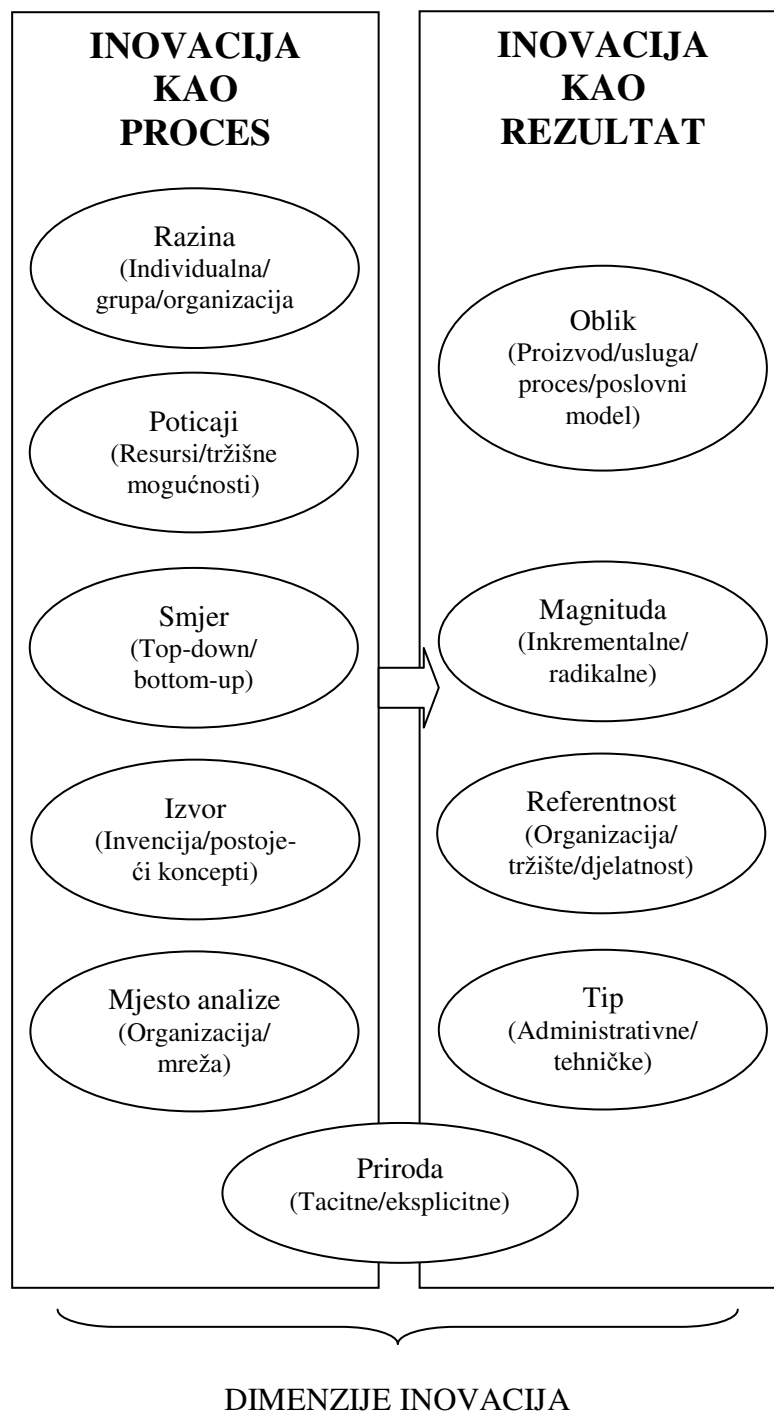 INOVACIJA
KAO
PROCES
Razina
(Individualna/
grupa/organizacija
Poticaji
(Resursi/tržišne
mogućnosti)
Smjer
(Top-down/
bottom-up)
Izvor
(Invencija/postoje-
ći koncepti)
Mjesto analize
(Organizacija/
mreža)
INOVACIJA
KAO
REZULTAT
Oblik
(Proizvod/usluga/
proces/poslovni
model)
Magnituda
(Inkrementalne/
radikalne)
Referentnost
(Organizacija/
tržište/djelatnost)
Tip
(Administrativne/
tehničke)
Priroda
(Tacitne/eksplicitne)
DIMENZIJE INOVACIJA